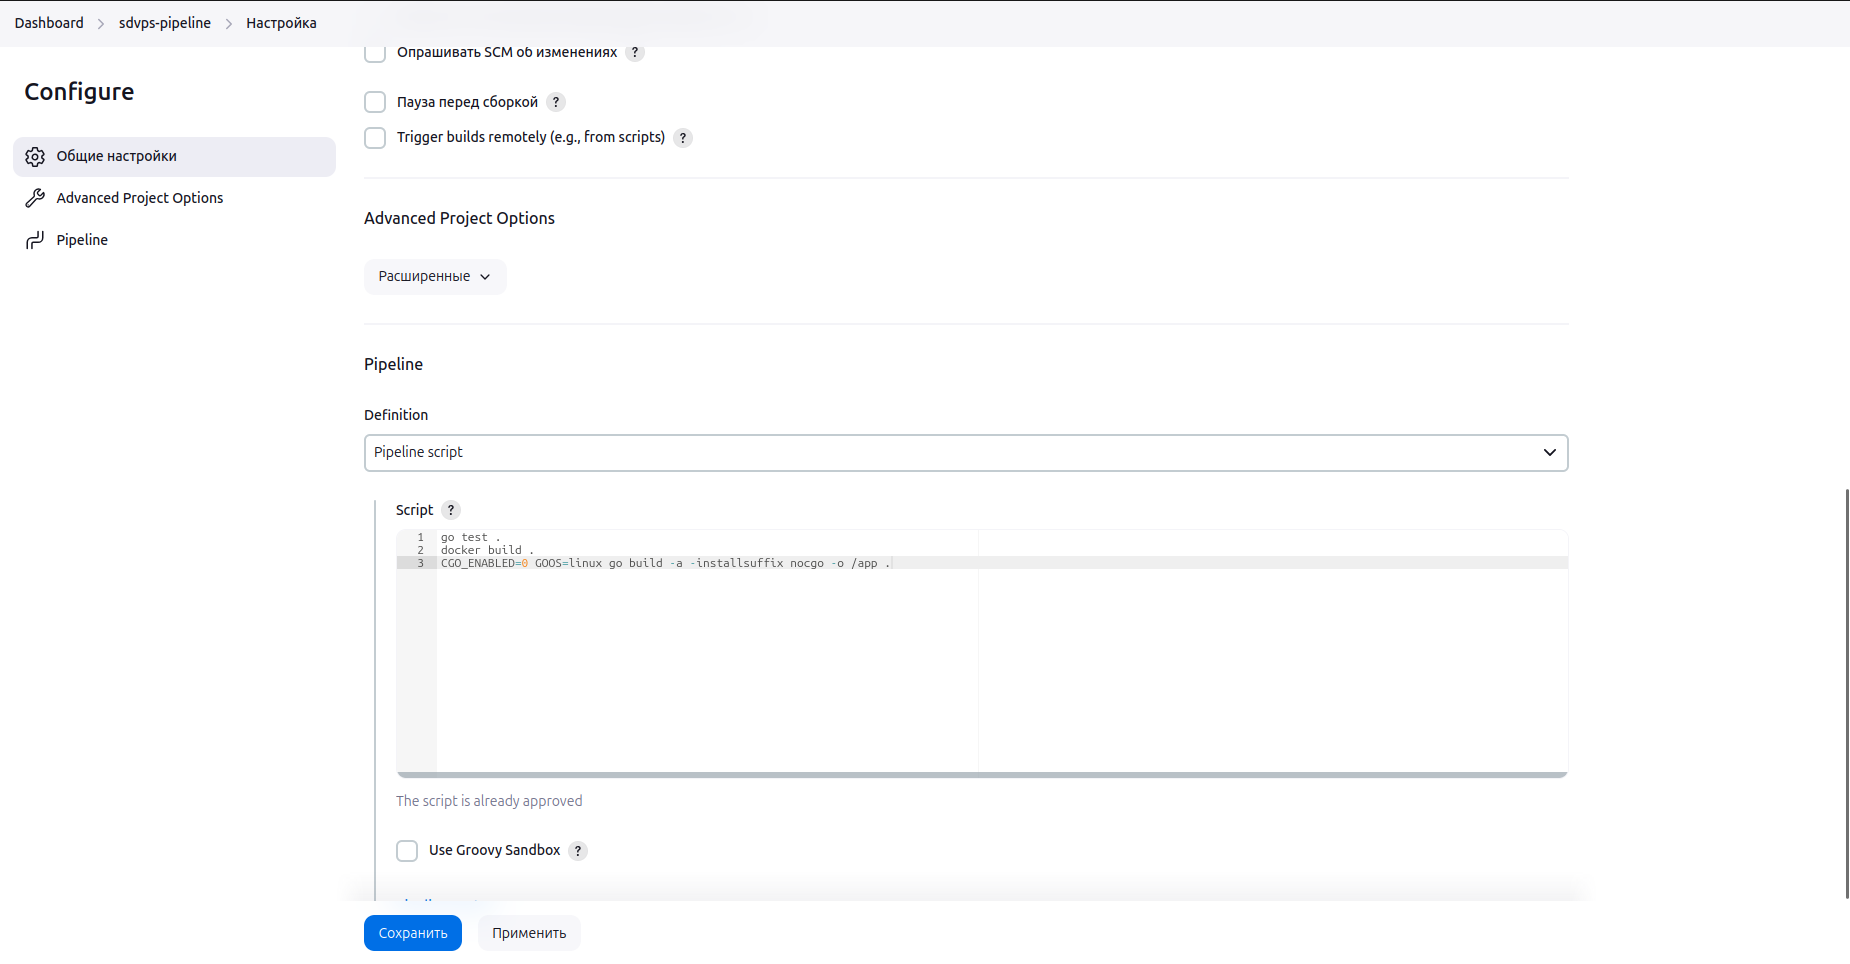 Dashboard > sdvps-pipeline > Настройка
Опрашивать SCM об изменениях ?
Configure
Пауза перед сборкой ?
Trigger builds remotely (e.g., from scripts) ?
Общие настройки
Advanced Project Options
Pipeline
Advanced Project Options
Расширенные
Pipeline
Definition
Pipeline script
Script ?
1 go test .
2 docker build .
3 CGO_ENABLED=0 GOOS=linux go build -a -installsuffix nocgo -o /app .
The script is already approved
Use Groovy Sandbox ?
Сохранить
Применить